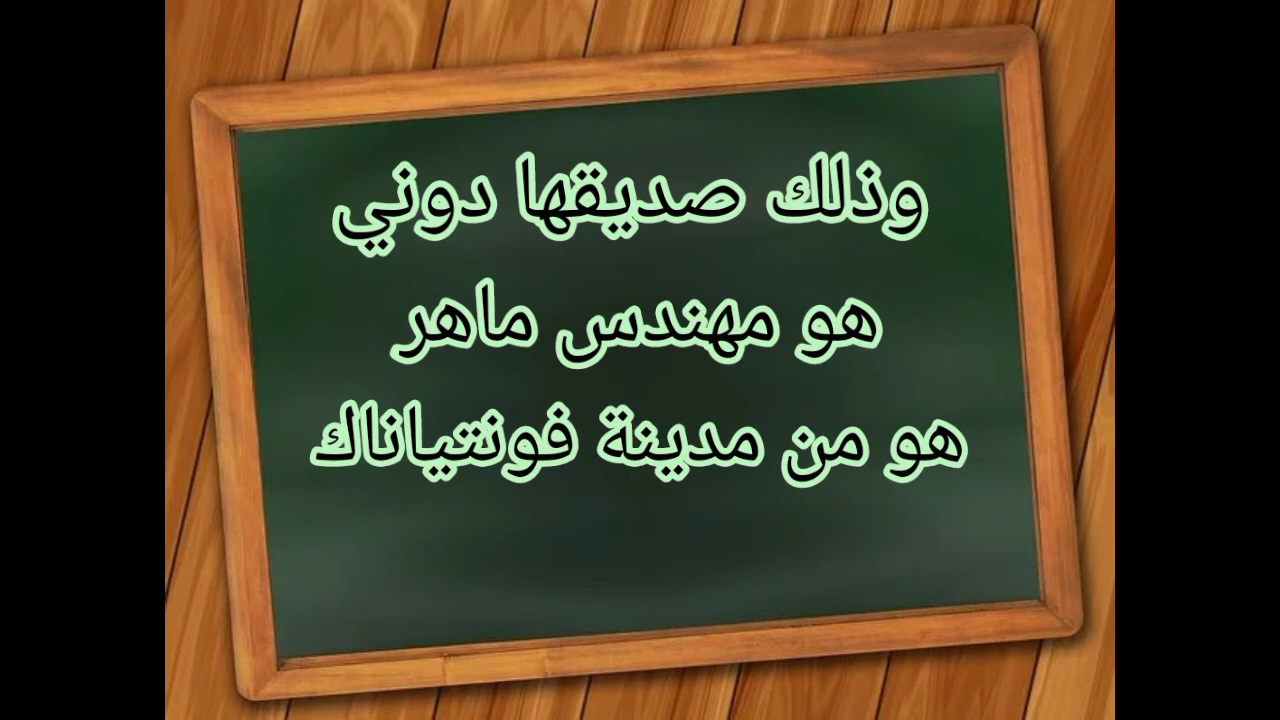 وذلك صديقها دوني
هو مهندس ماهر
هو من مدينة فونتياناك